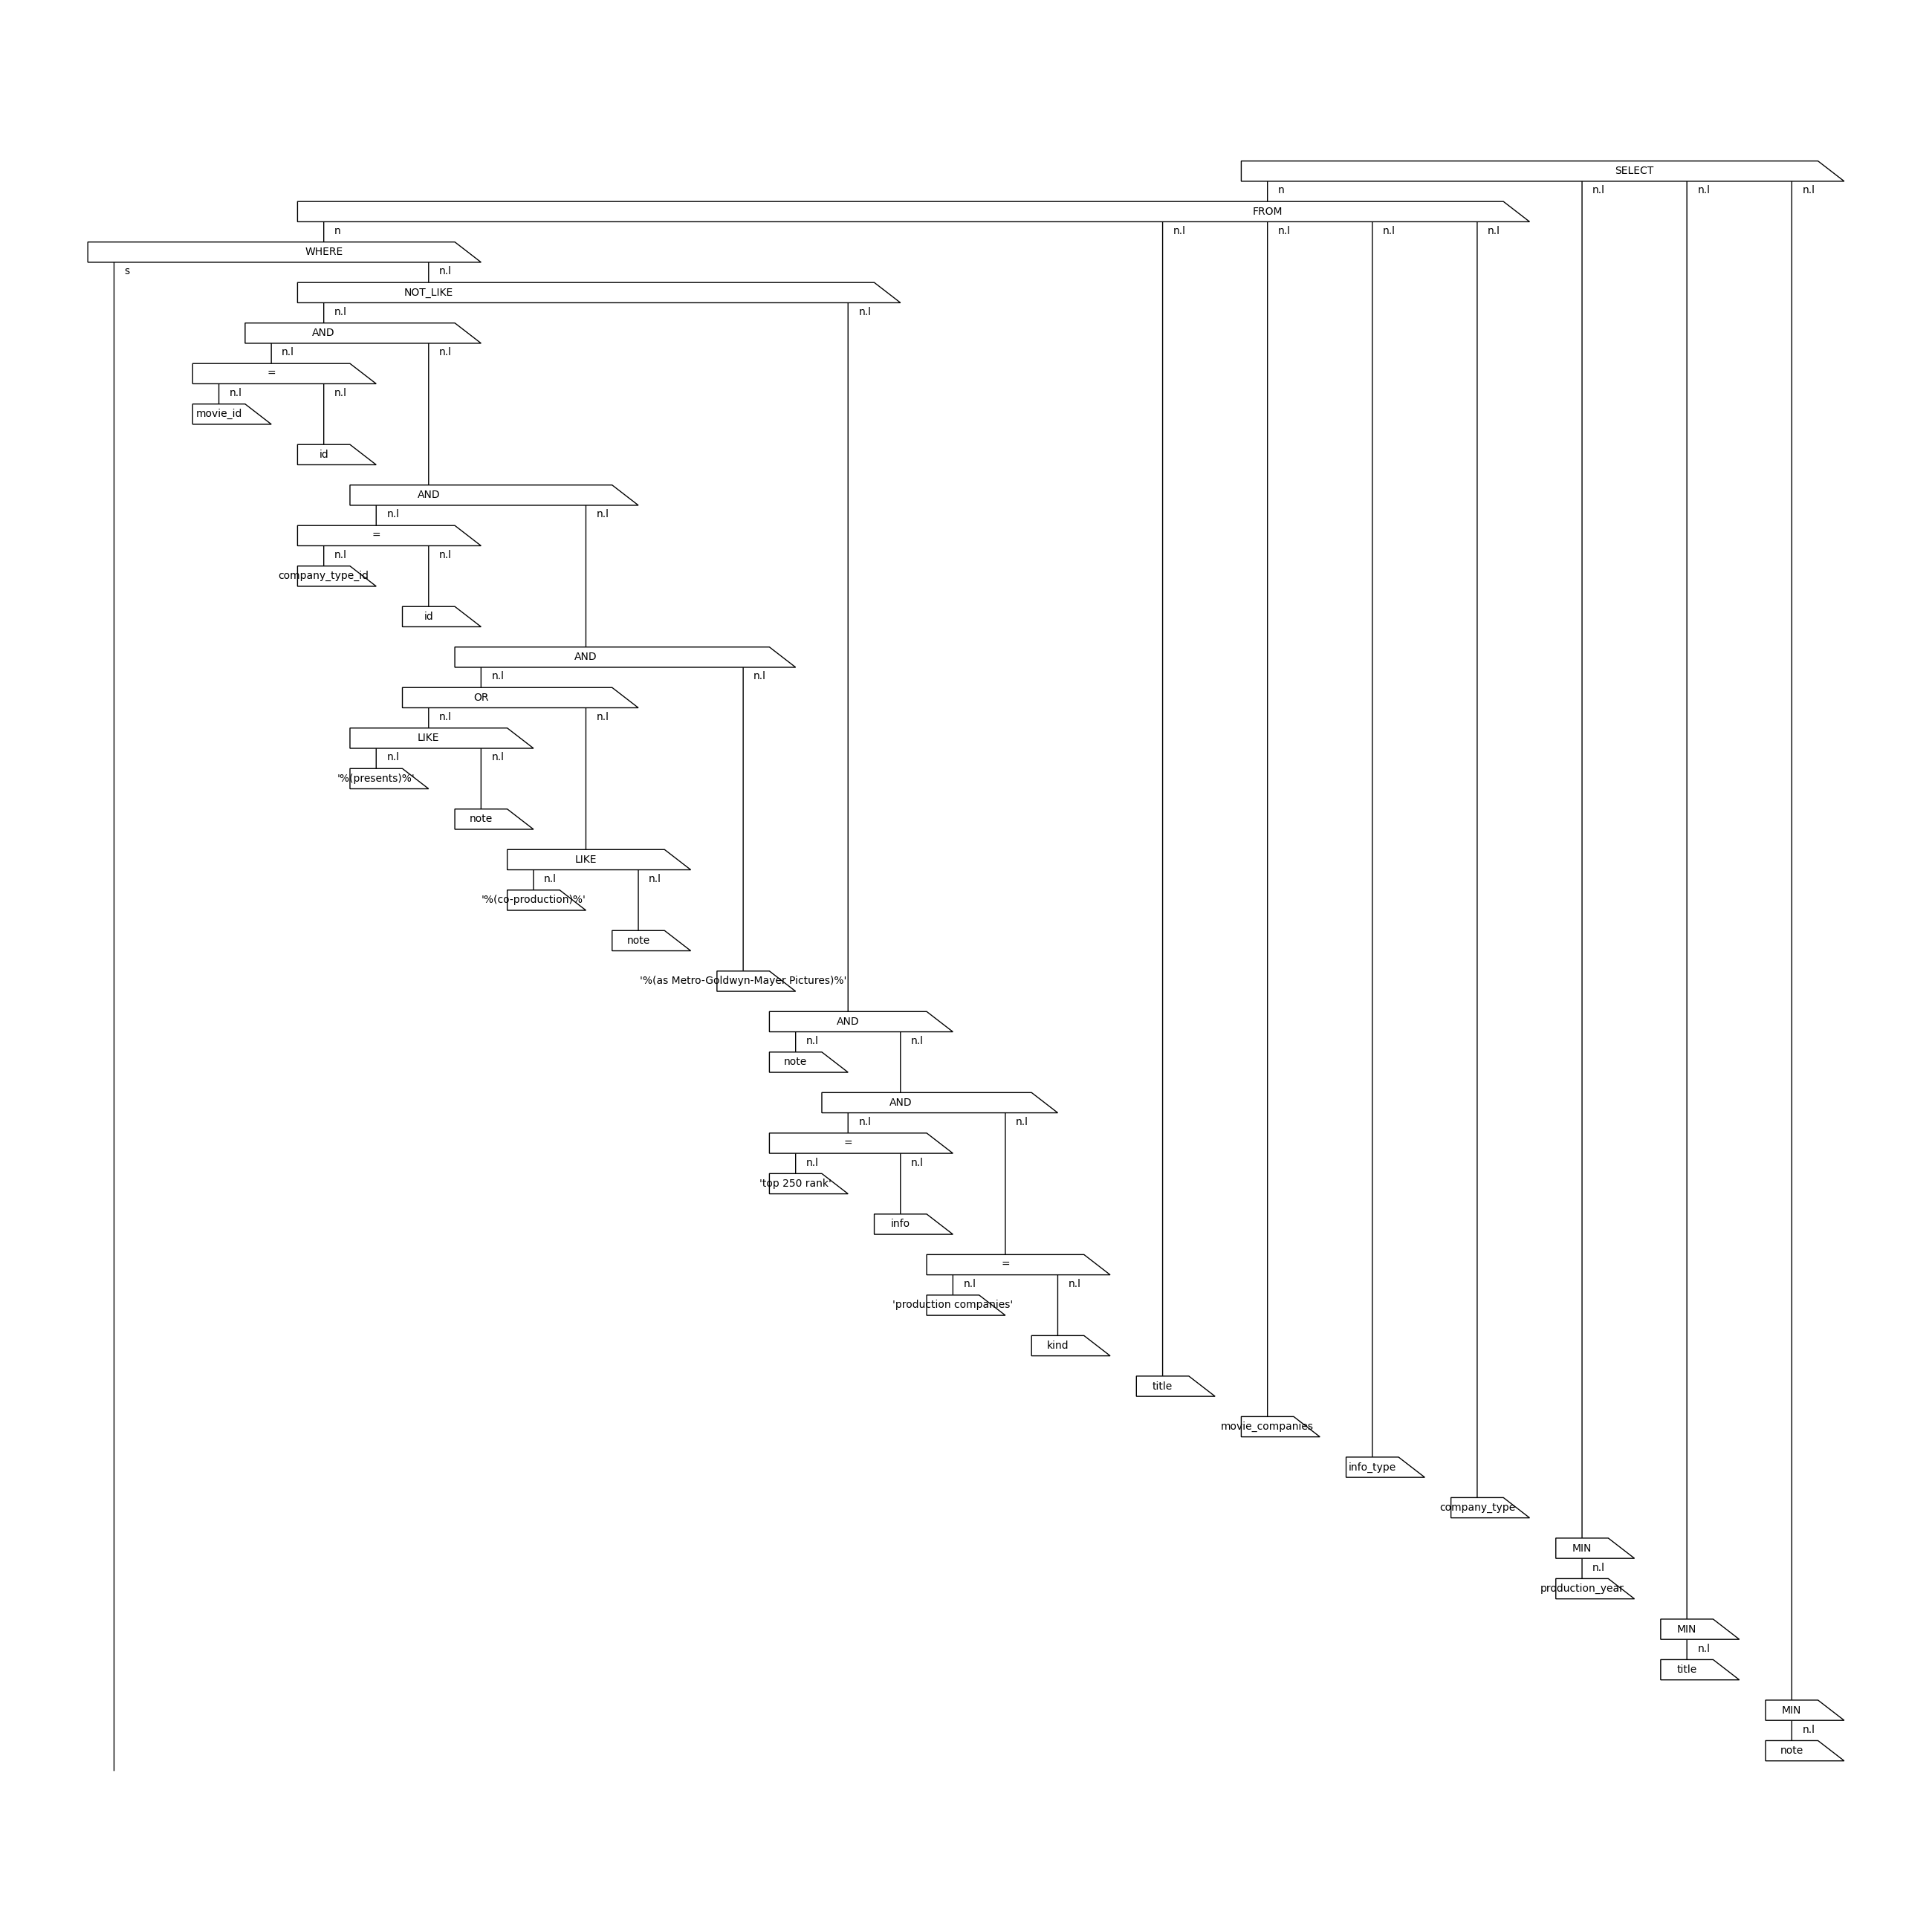 SELECT
n n.l n.l n.l
FROM
n n.l n.l n.l n.l
WHERE
s n.l
NOT_LIKE
n.l n.l
AND
n.l n.l
=
n.l n.l
movie_id
id
AND
n.l n.l
=
n.l n.l
company_type_id
id
AND
n.l n.l
OR
n.l n.l
LIKE
n.l n.l
'%(presents)%'
note
LIKE
n.l n.l
'%(co-production)%'
note
'%(as Metro-Goldwyn-Mayer Pictures)%'
AND
n.l n.l
note
AND
n.l n.l
=
n.l n.l
'top 250 rank'
info
=
n.l n.l
'production companies'
kind
title
movie_companies
info_type
company_type
MIN
n.l
production_year
MIN
n.l
title
MIN
n.l
note